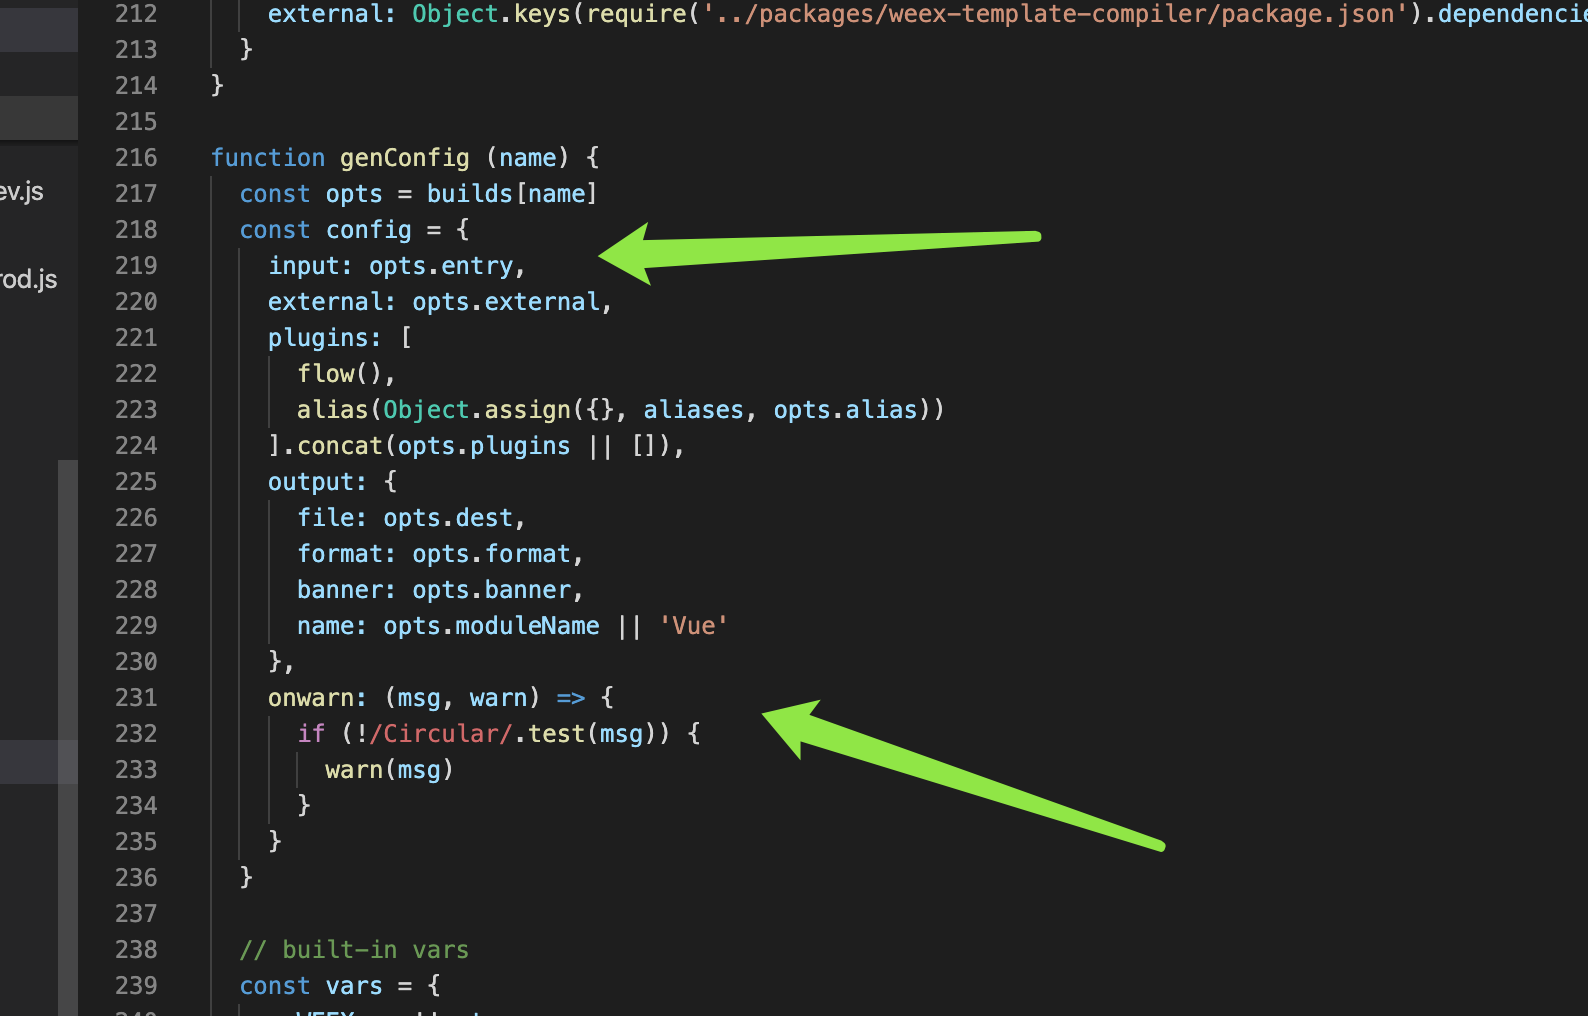 212 external: Object.keys(require('../packages/weex-template-compiler/package.json').dependencie
213 }
214 }
215
ev.js
rod.js
216 function genConfig (name) {
217 const opts = builds[name]
218 const config = {
219 input: opts.entry,
220 external: opts.external,
221 plugins: [
222 flow(),
223 alias(Object.assign({}, aliases, opts.alias))
224 ].concat(opts.plugins || []),
225 output: {
226 file: opts.dest,
227 format: opts.format,
228 banner: opts.banner,
229 name: opts.moduleName || 'Vue'
230 },
231 onwarn: (msg, warn) => {
232 if (!/Circular/.test(msg)) {
233 warn(msg)
234 }
235 }
236 }
237
238 // built-in vars
239 const vars = {